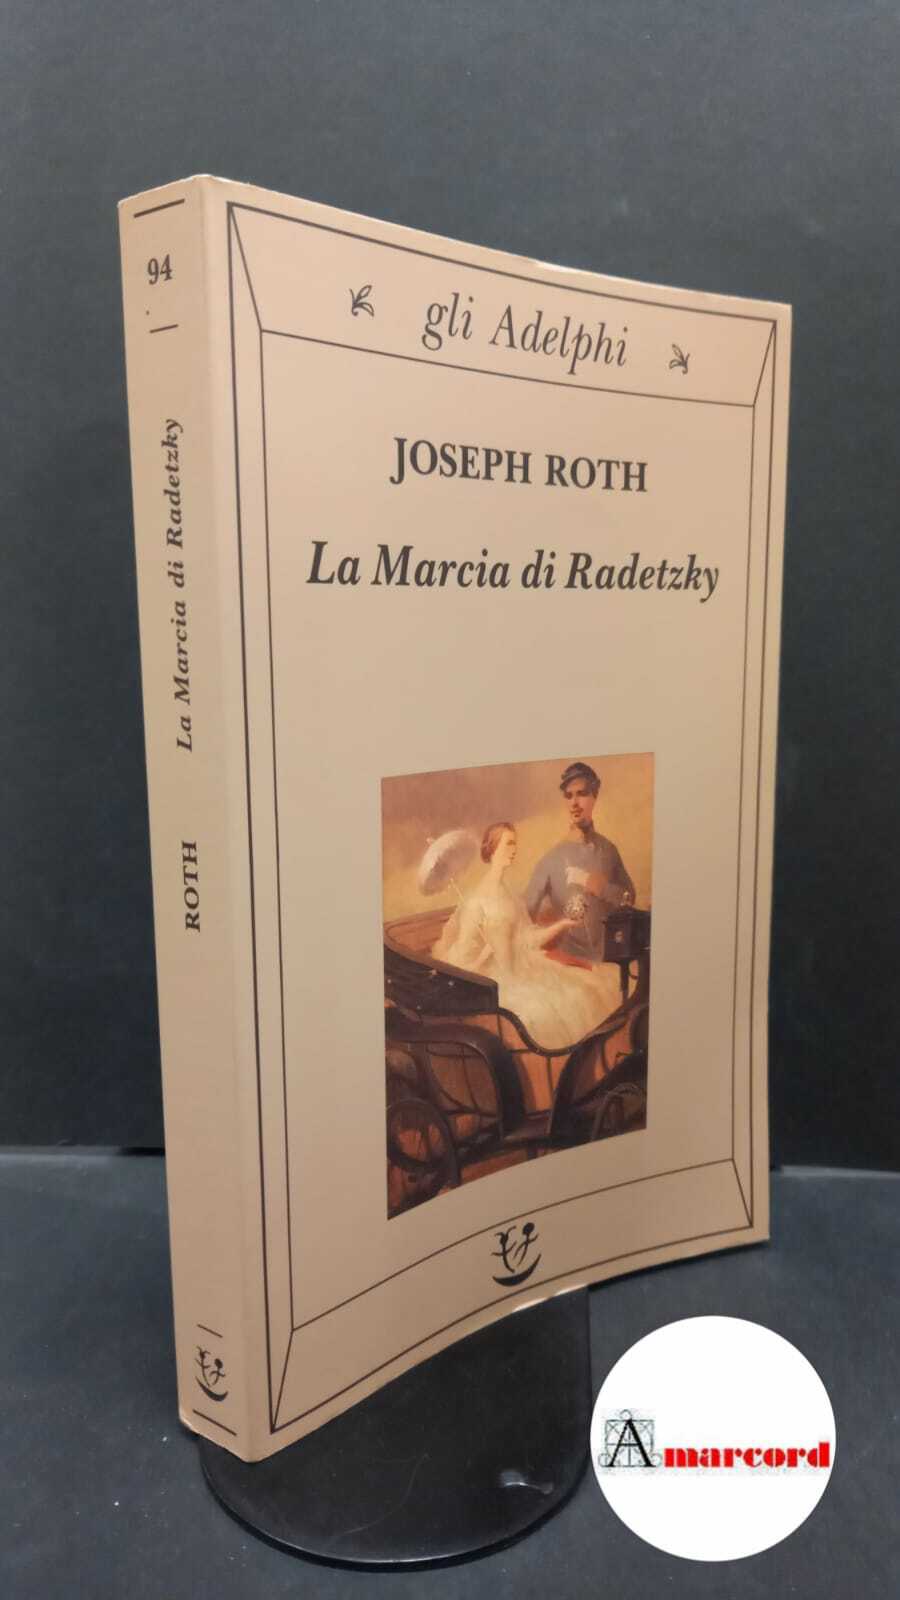 94
La Marcia di Radetzky
ROTH
gli Adelphi
JOSEPH ROTH
La Marcia di Radetzky
Amarcord